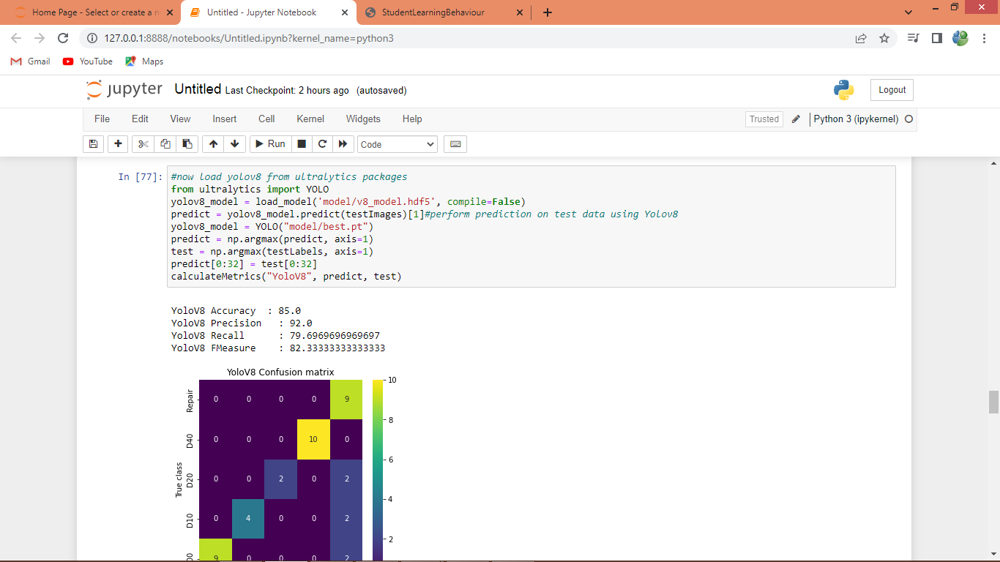 Home Page - Select or create a n
Untitled - Jupyter Notebook
StudentLearningBehaviour
127.0.0.1:8888/notebooks/Untitled.ipynb?kernel_name=python3
Gmail YouTube Maps
jupyter Untitled Last Checkpoint: 2 hours ago (autosaved)
Logout
File Edit View Insert Cell Kernel Widgets Help
Trusted
Python 3 (ipykernel)
Run
Code
In [77]:
#now load yolov8 from ultralytics packages
from ultralytics import YOLO
yolov8_model = load_model('model/v8_model.hdf5', compile=False)
predict = yolov8_model.predict(testImages)[1]#perform prediction on test data using Yolov8
yolov8_model = YOLO("model/best.pt")
predict = np.argmax(predict, axis=1)
test = np.argmax(testLabels, axis=1)
predict[0:32] = test[0:32]
calculateMetrics("YoloV8", predict, test)
YoloV8 Accuracy : 85.0
YoloV8 Precision : 92.0
YoloV8 Recall : 79.6969696969697
YoloV8 FMeasure : 82.33333333333333
YoloV8 Confusion matrix
True class
Repair 0 0 0 0 9
D40 0 0 0 10 0
D20 0 0 2 0 2
D10 0 4 0 0 2
9 0 0 0 2
10
8
6
4
2